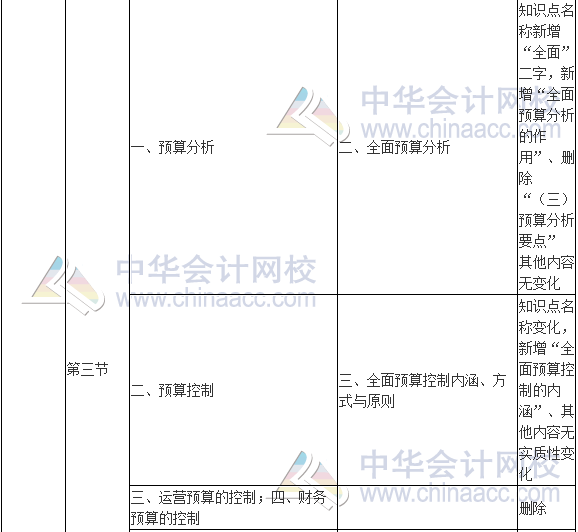 知识点名
称新增
“全面”
二字，新
增“全面
预算分析
的作
用”、删
除
“（三）
预算分析
要点”
其他内容
无变化
一、预算分析
二、全面预算分析
中华会计网校
www.chinaacc.com
中华会计网校
www.chinaacc.com
第三节
二、预算控制
三、全面预算控制内涵、方
式与原则
知识点名
称变化，
新增“全
面预算控
制的内
涵”、其
他内容无
实质性变
化
中华会计网校
www.chinaacc.com
三、运营预算的控制；四、财务
预算的控制
删除